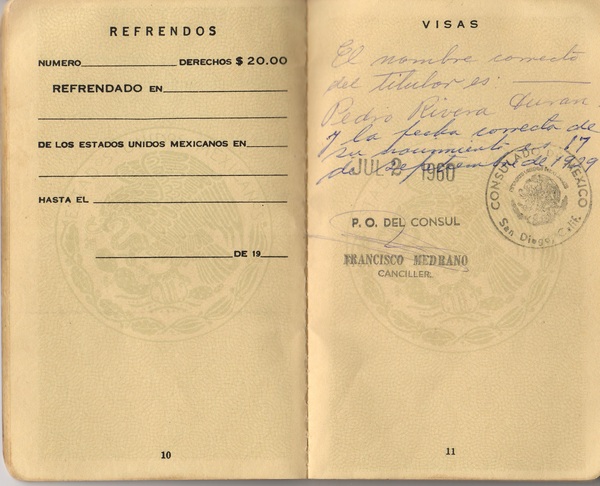 REFRENDOS
NUMERO DERECHOS $ 20.00
REFRENDADO EN
DE LOS ESTADOS UNIDOS MEXICANOS EN
HASTA EL
DE 19
10
VISAS
El nombre correcto
del titular es:
Pedro Rivera Duran
Y la fecha correcta de
su nacimiento es 17
de septiembre de 1929
JUL 2 1960
CONSULADO DE MEXICO
San Diego, Calif.
P. O. DEL CONSUL
FRANCISCO MEDRANO
CANCILLER.
11